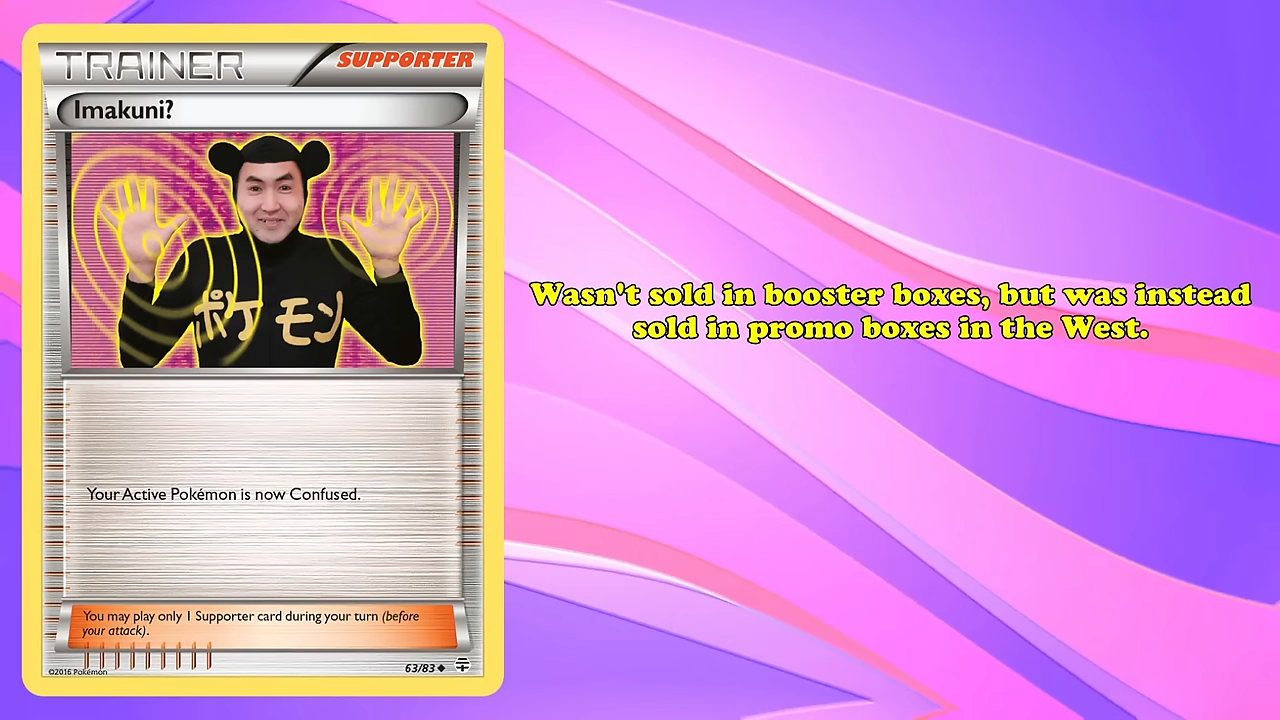 TRAINER
SUPPORTER
Imakuni?
ポケモン
Your Active Pokémon is now Confused.
You may play only 1 Supporter card during your turn (before
your attack).
©2016 Pokémon
63/83
Wasn't sold in booster boxes, but was instead
sold in promo boxes in the West.